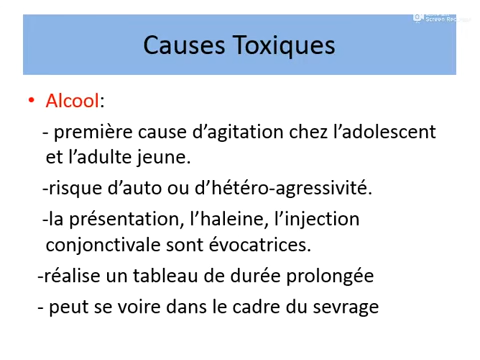 Causes Toxiques
• Alcool:
- première cause d'agitation chez l'adolescent
et l'adulte jeune.
-risque d'auto ou d'hétéro-agressivité.
-la présentation, l'haleine, l'injection
conjonctivale sont évocatrices.
-réalise un tableau de durée prolongée
- peut se voire dans le cadre du sevrage